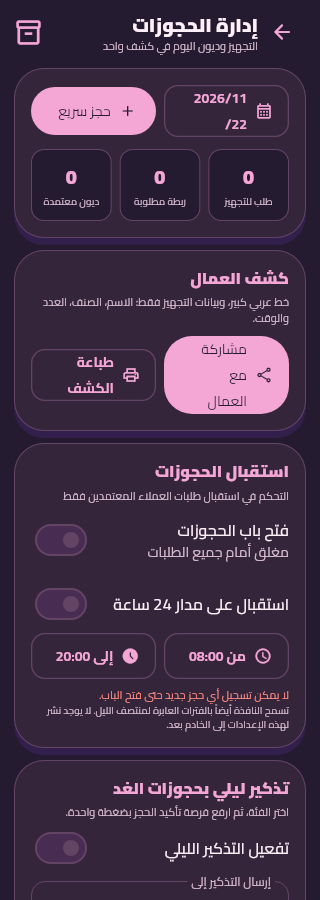 إدارة الحجوزات
التجهيز وديون اليوم في كشف واحد
2026/11
/22
حجز سريع
0
0
0
طلب للتجهيز
ربطة مطلوبة
ديون معتمدة
كشف العمال
خط عربي كبير، وبيانات التجهيز فقط: الاسم، الصنف، العدد
والوقت.
مشاركة
مع
العمال
طباعة
الكشف
استقبال الحجوزات
التحكم في استقبال طلبات العملاء المعتمدين فقط
فتح باب الحجوزات
مغلق أمام جميع الطلبات
استقبال على مدار 24 ساعة
من 08:00
إلى 20:00
لا يمكن تسجيل أي حجز جديد حتى فتح الباب.
تسمح النافذة أيضاً بالفترات العابرة لمنتصف الليل. لا يوجد نشر
لهذه الإعدادات إلى الخادم بعد.
تذكير ليلي بحجوزات الغد
اختر الفئة، ثم ارفع فرصة تأكيد الحجز بضغطة واحدة.
تفعيل التذكير الليلي
إرسال التذكير إلى